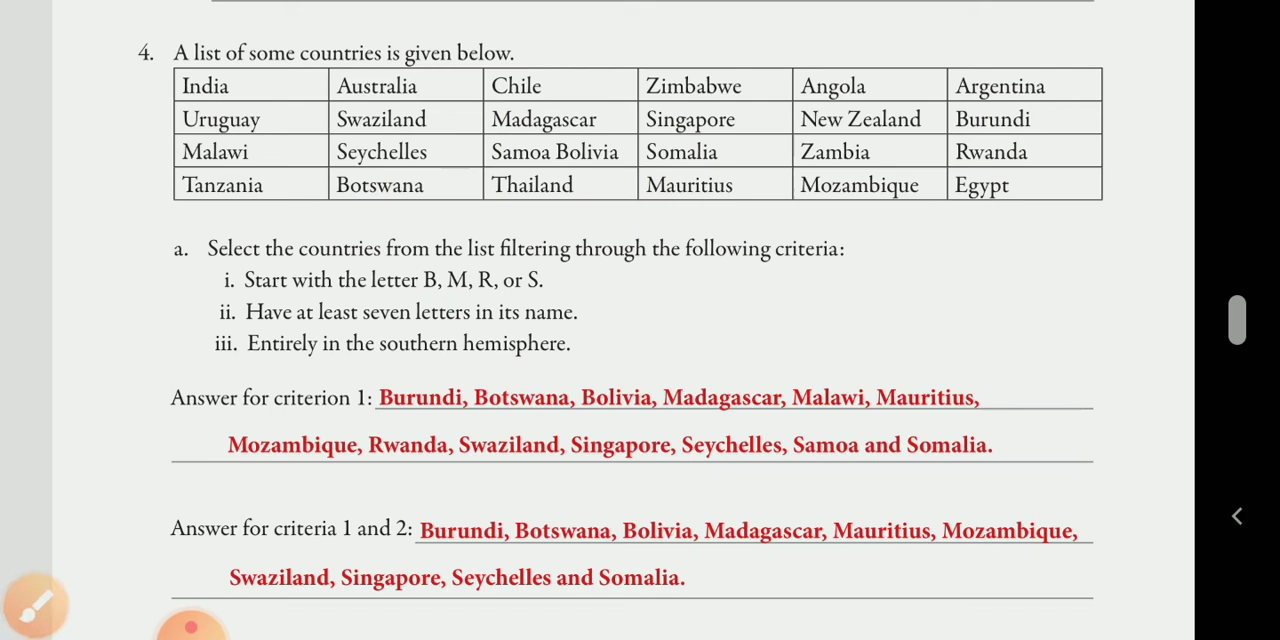 4. A list of some countries is given below.
India Australia Chile Zimbabwe Angola Argentina
Uruguay Swaziland Madagascar Singapore New Zealand Burundi
Malawi Seychelles Samoa Bolivia Somalia Zambia Rwanda
Tanzania Botswana Thailand Mauritius Mozambique Egypt
a. Select the countries from the list filtering through the following criteria:
i. Start with the letter B, M, R, or S.
ii. Have at least seven letters in its name.
iii. Entirely in the southern hemisphere.
Answer for criterion 1: Burundi, Botswana, Bolivia, Madagascar, Malawi, Mauritius,
Mozambique, Rwanda, Swaziland, Singapore, Seychelles, Samoa and Somalia.
Answer for criteria 1 and 2: Burundi, Botswana, Bolivia, Madagascar, Mauritius, Mozambique,
Swaziland, Singapore, Seychelles and Somalia.